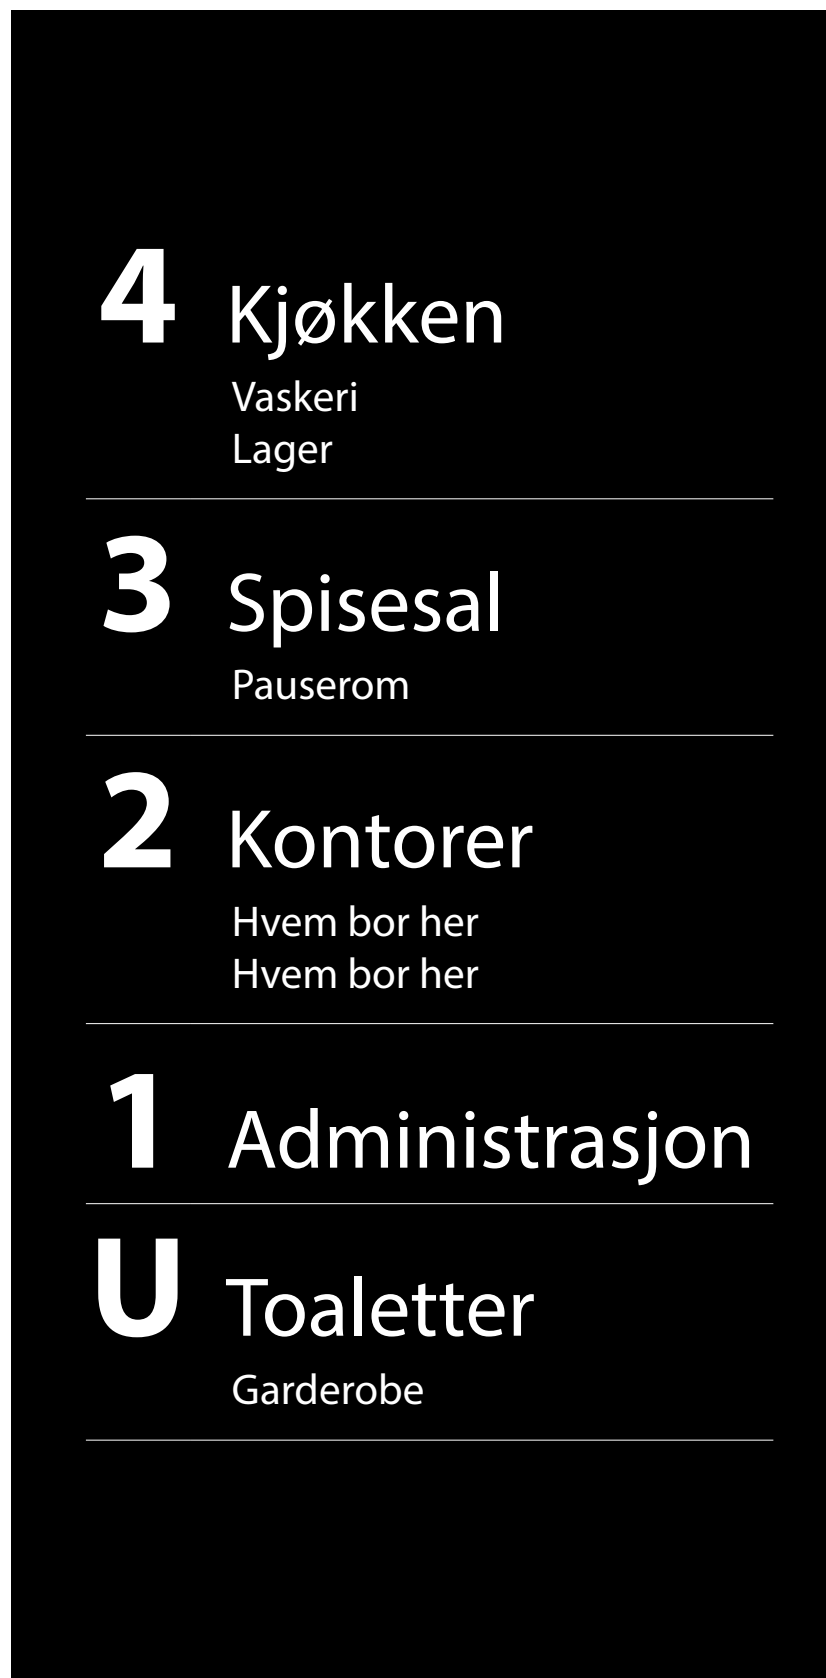 4 Kjøkken
Vaskeri
Lager
3 Spisesal
Pauserom
2 Kontorer
Hvem bor her
Hvem bor her
1 Administrasjon
U Toaletter
Garderobe